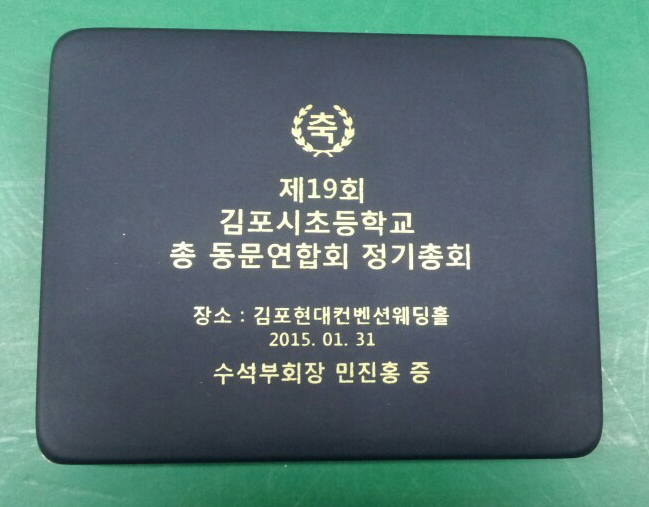 축
제19회
김포시초등학교
총 동문연합회 정기총회
장소 : 김포현대컨벤션웨딩홀
2015. 01. 31
수석부회장 민진홍 증